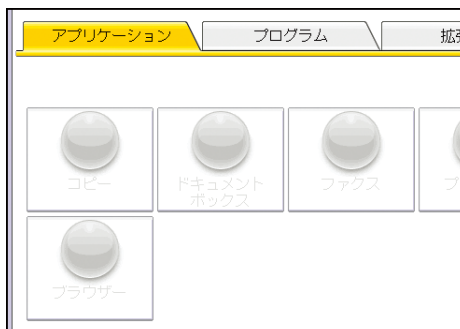 アプリケーション
プログラム
コピー
ドキュメント
ボックス
ファクス
ブラウザー